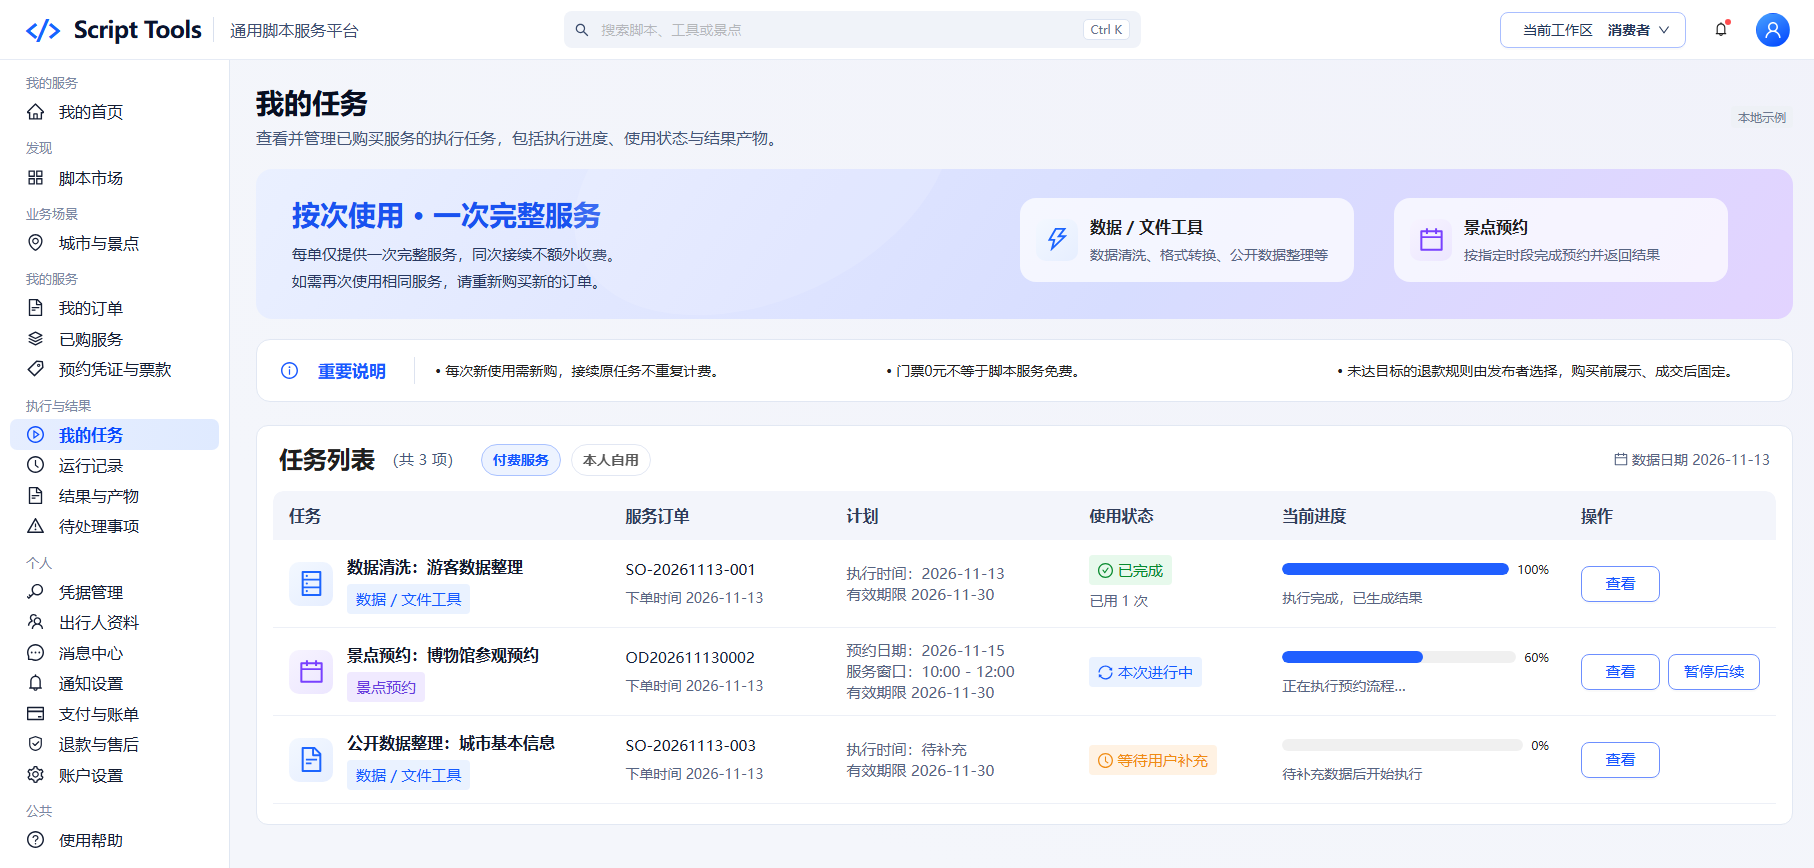 Script Tools
通用脚本服务平台
搜索脚本、工具或景点
Ctrl K
当前工作区 消费者
我的服务
我的首页
发现
脚本市场
业务场景
城市与景点
我的服务
我的订单
已购服务
预约凭证与票款
执行与结果
我的任务
运行记录
结果与产物
待处理事项
个人
凭据管理
出行人资料
消息中心
通知设置
支付与账单
退款与售后
账户设置
公共
使用帮助
我的任务
查看并管理已购买服务的执行任务，包括执行进度、使用状态与结果产物。
本地示例
按次使用 · 一次完整服务
每单仅提供一次完整服务，同次接续不额外收费。
如需再次使用相同服务，请重新购买新的订单。
数据 / 文件工具
数据清洗、格式转换、公开数据整理等
景点预约
按指定时段完成预约并返回结果
重要说明
• 每次新使用需新购，接续原任务不重复计费。
• 门票0元不等于脚本服务免费。
• 未达目标的退款规则由发布者选择，购买前展示、成交后固定。
任务列表 (共 3 项) 付费服务 本人自用
数据日期 2026-11-13
任务 服务订单 计划 使用状态 当前进度 操作
数据清洗：游客数据整理
数据 / 文件工具
SO-20261113-001
下单时间 2026-11-13
执行时间：2026-11-13
有效期限 2026-11-30
已完成
已用 1 次
100%
执行完成，已生成结果
查看
景点预约：博物馆参观预约
景点预约
OD202611130002
下单时间 2026-11-13
预约日期：2026-11-15
服务窗口：10:00 - 12:00
有效期限 2026-11-30
本次进行中
60%
正在执行预约流程...
查看
暂停后续
公开数据整理：城市基本信息
数据 / 文件工具
SO-20261113-003
下单时间 2026-11-13
执行时间：待补充
有效期限 2026-11-30
等待用户补充
0%
待补充数据后开始执行
查看